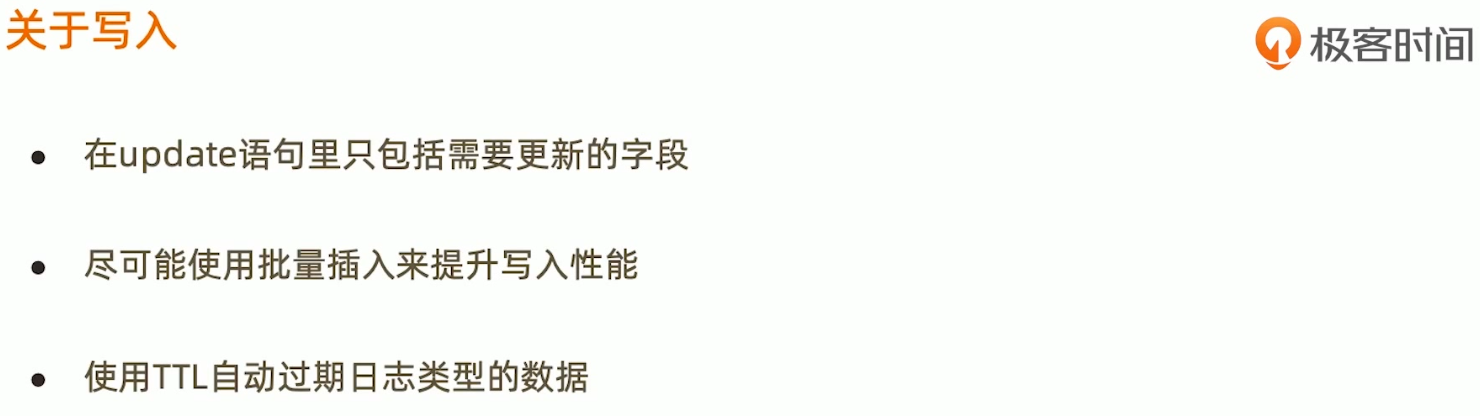 关于写入
极客时间
● 在update语句里只包括需要更新的字段
● 尽可能使用批量插入来提升写入性能
● 使用TTL自动过期日志类型的数据